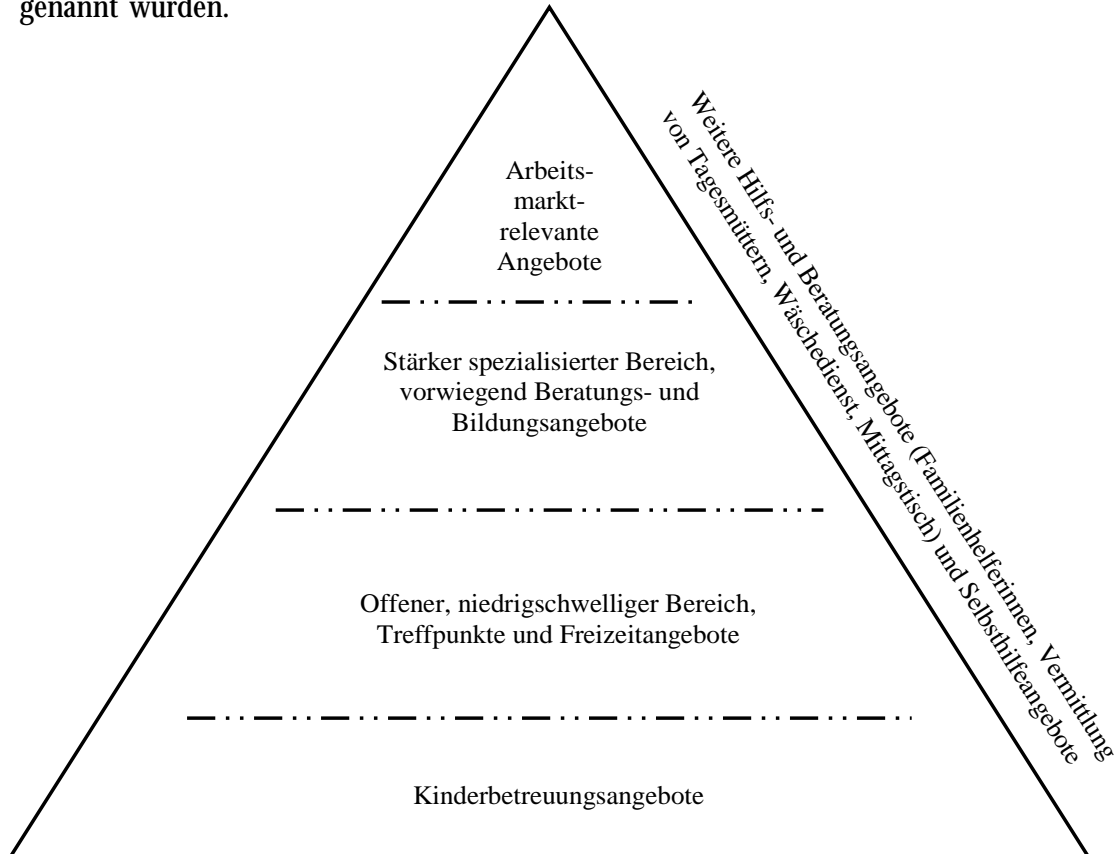 genannt wurden.
Arbeits-
markt-
relevante
Angebote
Stärker spezialisierter Bereich,
vorwiegend Beratungs- und
Bildungsangebote
Offener, niedrigschwelliger Bereich,
Treffpunkte und Freizeitangebote
Kinderbetreuungsangebote
Weitere Hilfs- und Beratungsangebote (Familienhelferinnen, Vermittlung
von Tagesmüttern, Wäschedienst, Mittagstisch) und Selbsthilfeangebote